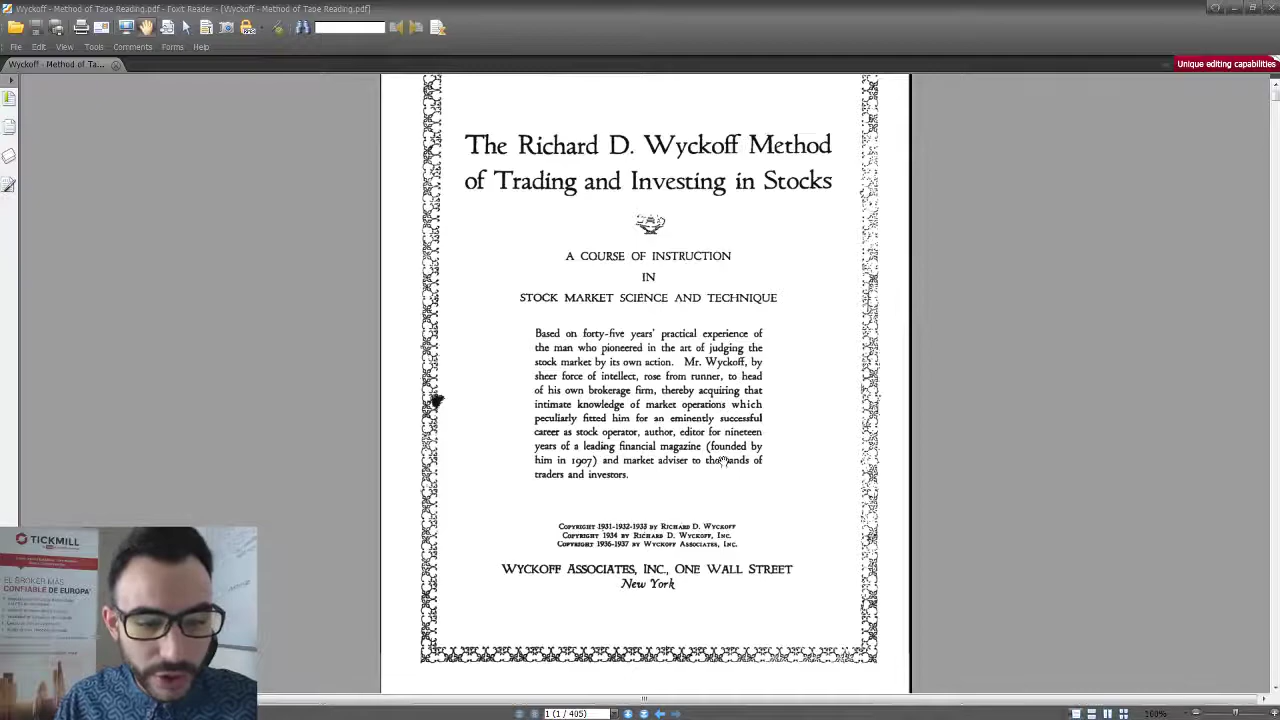 Wyckoff - Method of Tape Reading.pdf - Foxit Reader - [Wyckoff - Method of Tape Reading.pdf]
File Edit View Tools Comments Forms Help
Wyckoff - Method of Ta...
Unique editing capabilities
The Richard D. Wyckoff Method
of Trading and Investing in Stocks
A COURSE OF INSTRUCTION
IN
STOCK MARKET SCIENCE AND TECHNIQUE
Based on forty-five years' practical experience of
the man who pioneered in the art of judging the
stock market by its own action. Mr. Wyckoff, by
sheer force of intellect, rose from runner, to head
of his own brokerage firm, thereby acquiring that
intimate knowledge of market operations which
peculiarly fitted him for an eminently successful
career as stock operator, author, editor for nineteen
years of a leading financial magazine (founded by
him in 1907) and market adviser to thousands of
traders and investors.
COPYRIGHT 1931-1932-1933 BY RICHARD D. WYCKOFF
COPYRIGHT 1934 BY RICHARD D. WYCKOFF, INC.
COPYRIGHT 1936-1937 BY WYCKOFF ASSOCIATES, INC.
WYCKOFF ASSOCIATES, INC., ONE WALL STREET
New York
TICKMILL
EL BRÓKER MÁS
CONFIABLE DE EUROPA
1 (1 / 405)
160%